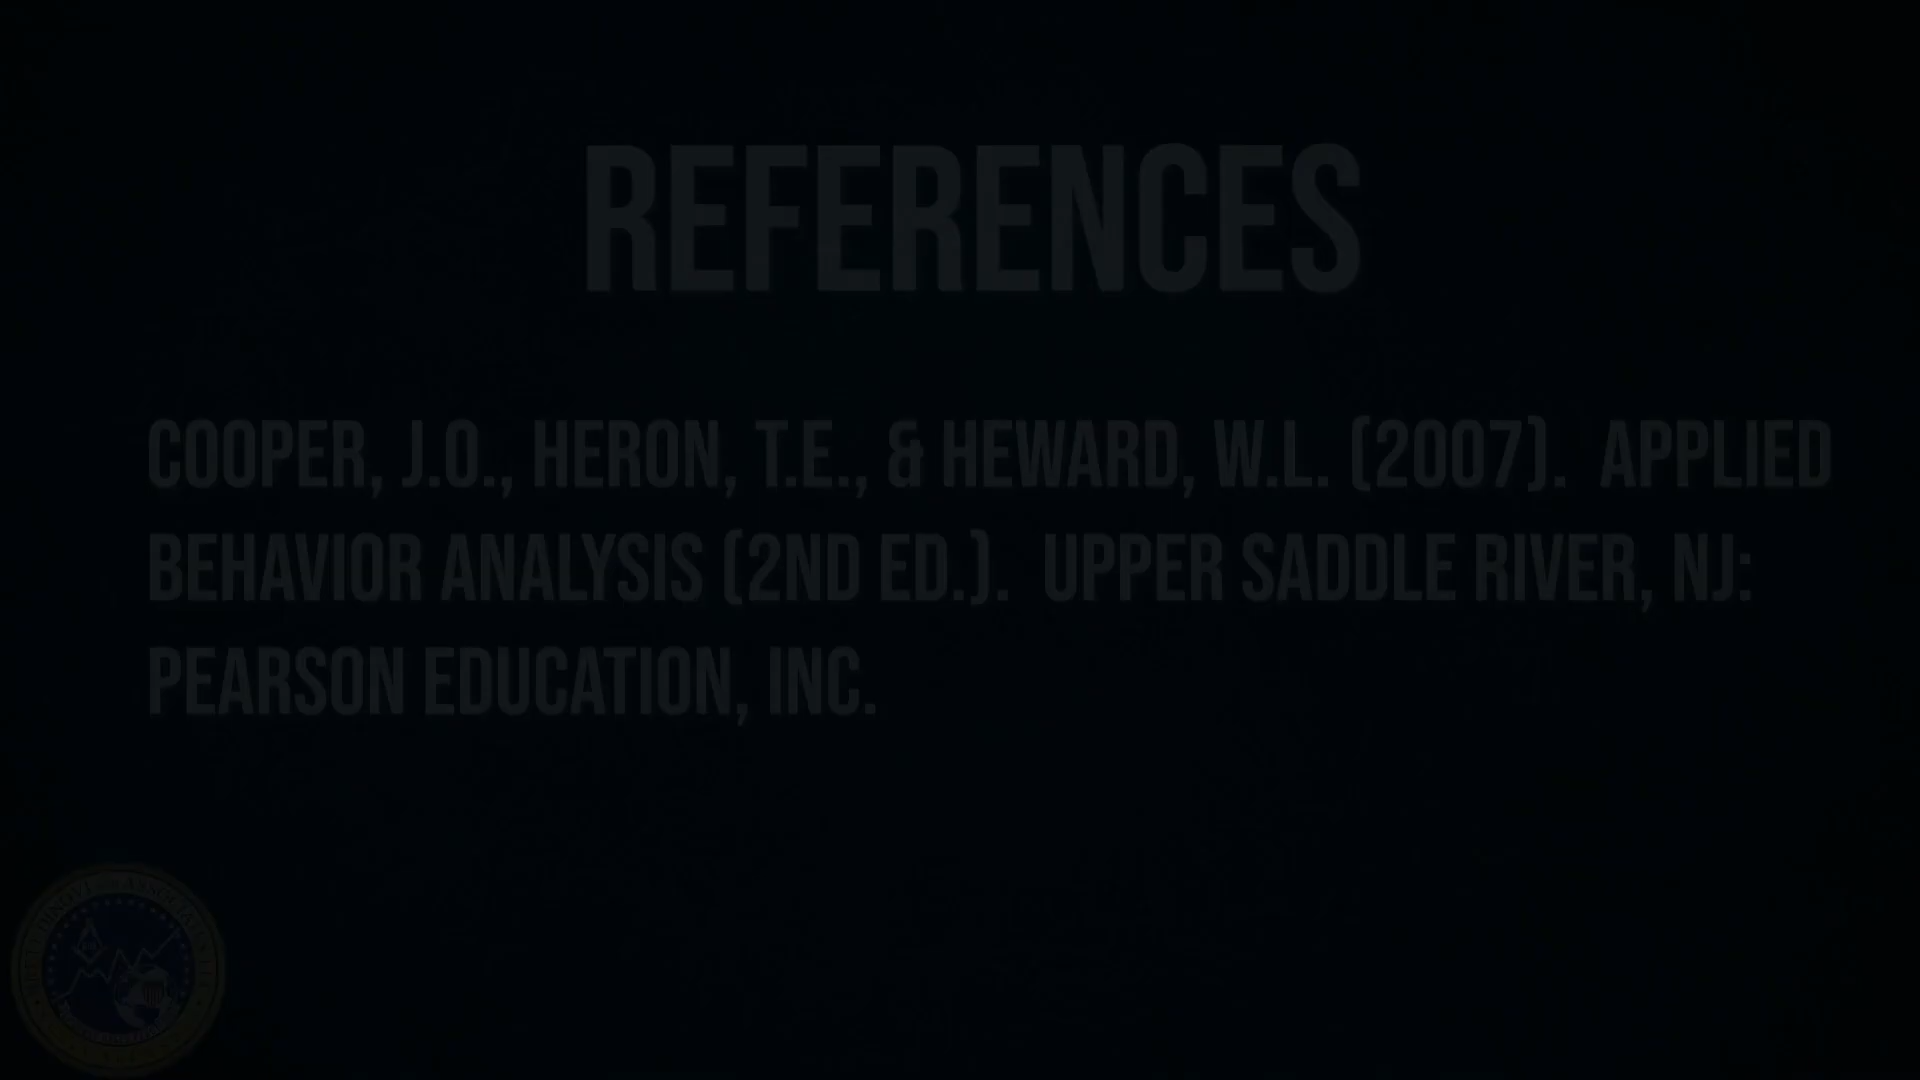 REFERENCES
COOPER, J.O., HERON, T.E., & HEWARD, W.L. (2007).  APPLIED
BEHAVIOR ANALYSIS (2ND ED.).  UPPER SADDLE RIVER, NJ:
PEARSON EDUCATION, INC.